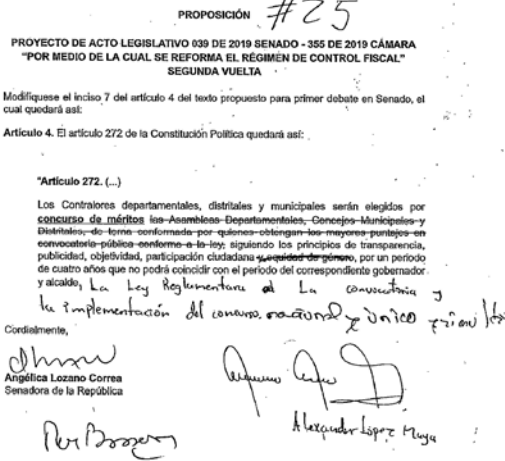 PROPOSICIÓN #25
PROYECTO DE ACTO LEGISLATIVO 039 DE 2019 SENADO - 355 DE 2019 CÁMARA
"POR MEDIO DE LA CUAL SE REFORMA EL RÉGIMEN DE CONTROL FISCAL"
SEGUNDA VUELTA
Modifíquese el inciso 7 del artículo 4 del texto propuesto para primer debate en Senado, el
cual quedará así:
Artículo 4. El artículo 272 de la Constitución Política quedará así:
"Artículo 272. (...)
Los Contralores departamentales, distritales y municipales serán elegidos por
concurso de méritos las Asambleas Departamentales, Concejos Municipales y
Distritales, de terna conformada por quienes obtengan los mayores puntajes en
convocatoria pública conforme a la ley, siguiendo los principios de transparencia,
publicidad, objetividad, participación ciudadana y equidad de género, por un periodo
de cuatro años que no podrá coincidir con el periodo del correspondiente gobernador
y alcalde, La Ley Reglamentara La convocatoria y
la implementación del concurso nacional y único
Cordialmente,
Angélica Lozano Correa
Senadora de la República
Alexander López Maya